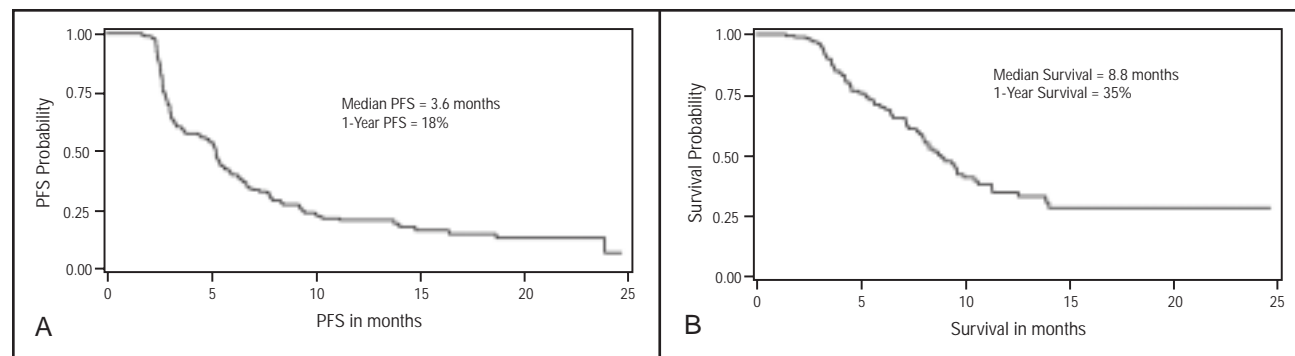 1.00
0.75
0.50
0.25
0.00
PFS Probability
Median PFS = 3.6 months
1-Year PFS = 18%
0 5 10 15 20 25
PFS in months
A
1.00
0.75
0.50
0.25
0.00
Survival Probability
Median Survival = 8.8 months
1-Year Survival = 35%
0 5 10 15 20 25
Survival in months
B